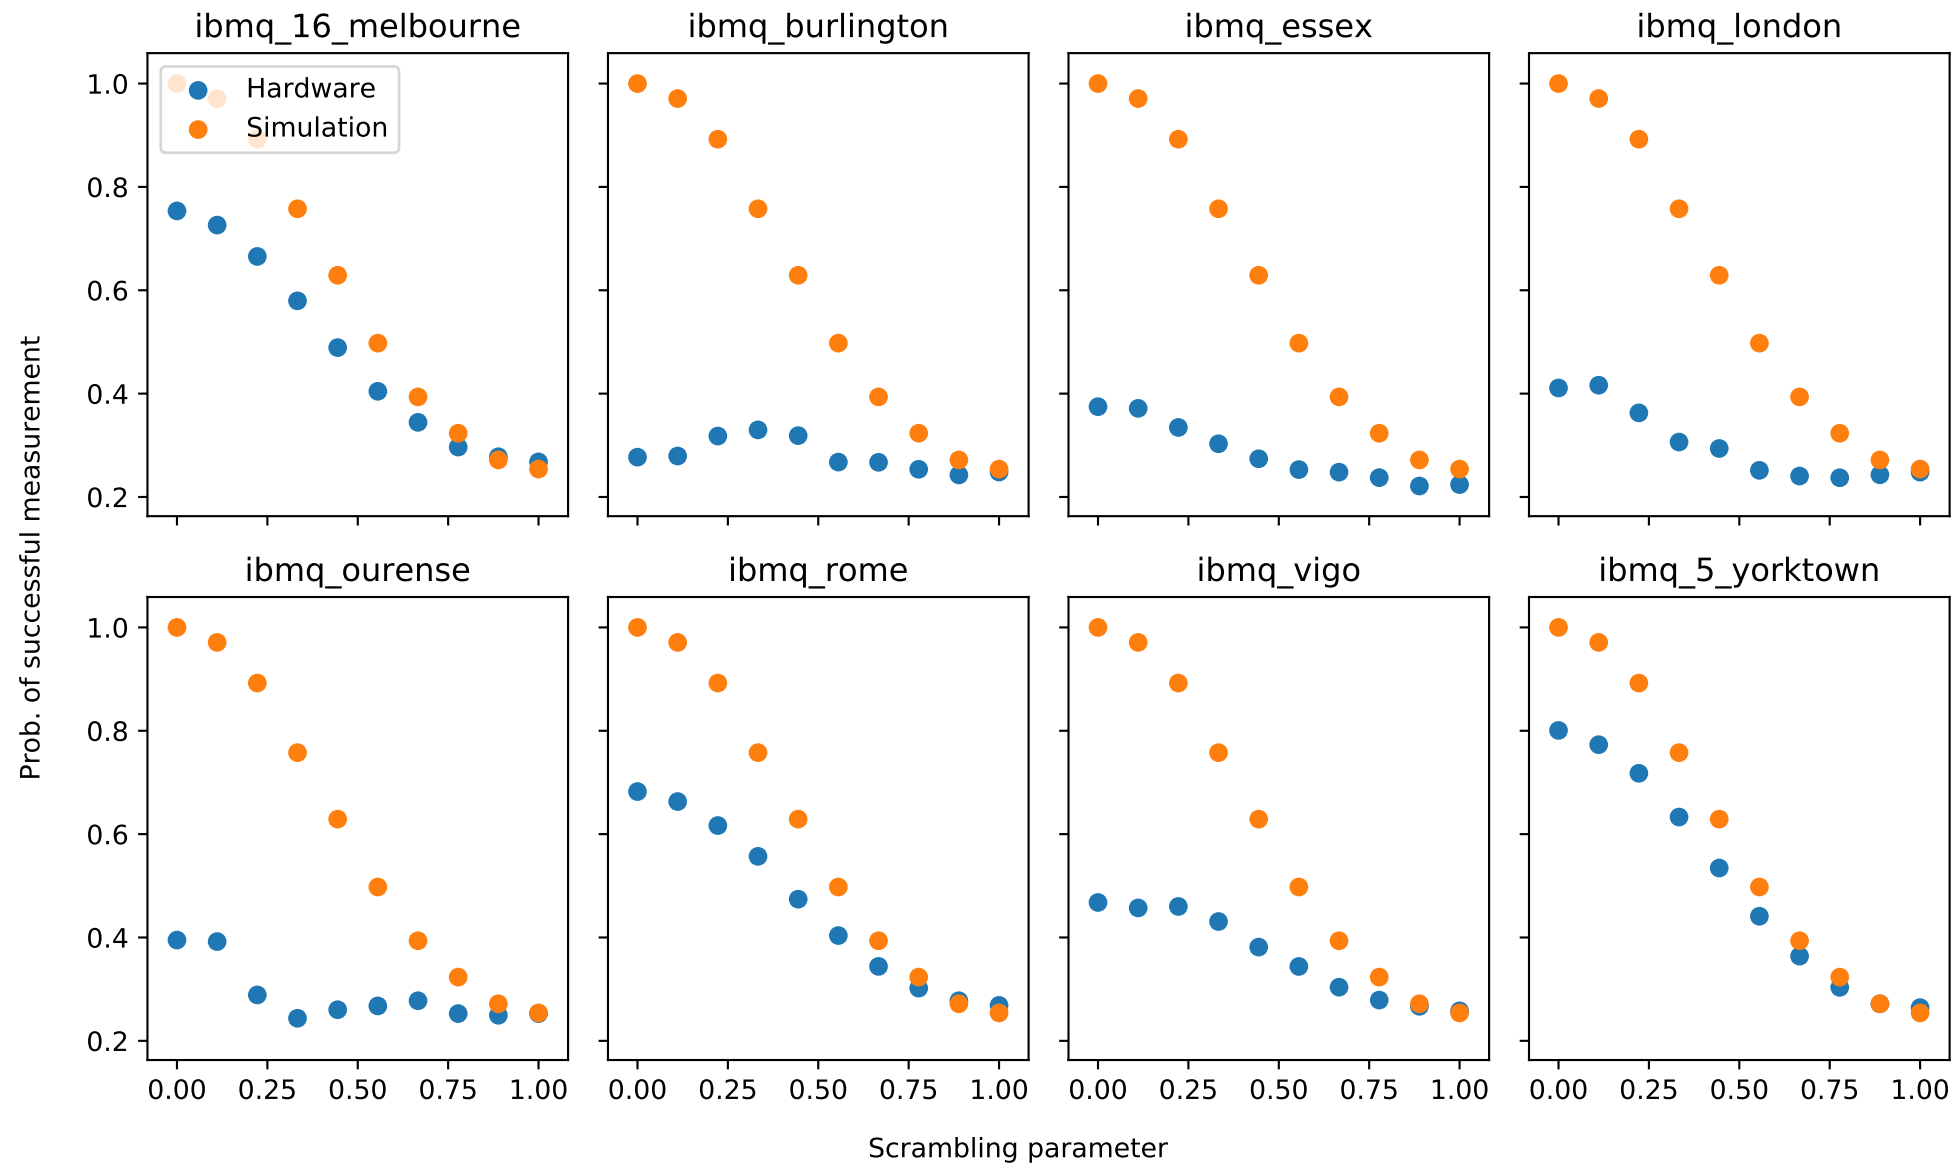 ibmq_16_melbourne
ibmq_burlington
ibmq_essex
ibmq_london
1.0
0.8
0.6
0.4
0.2
Hardware
Simulation
Prob. of successful measurement
ibmq_ourense
ibmq_rome
ibmq_vigo
ibmq_5_yorktown
1.0
0.8
0.6
0.4
0.2
0.00 0.25 0.50 0.75 1.00
0.00 0.25 0.50 0.75 1.00
0.00 0.25 0.50 0.75 1.00
0.00 0.25 0.50 0.75 1.00
Scrambling parameter